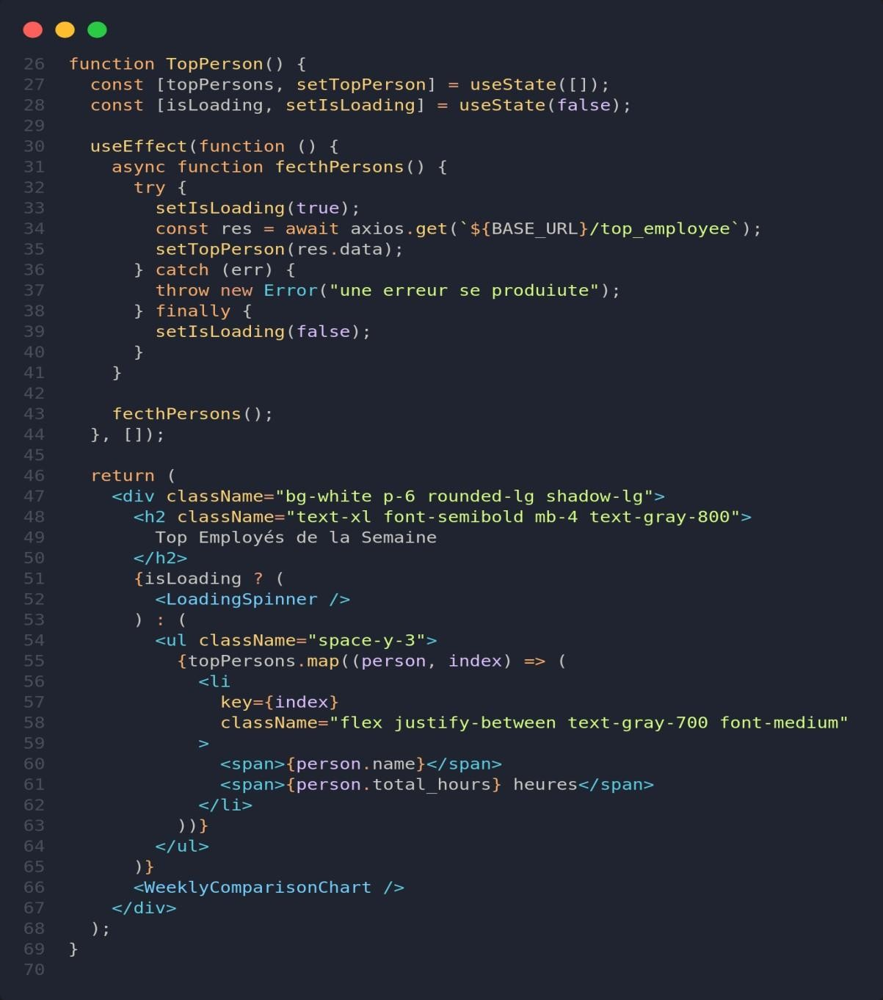 26 function TopPerson() {
27   const [topPersons, setTopPerson] = useState([]);
28   const [isLoading, setIsLoading] = useState(false);
29
30   useEffect(function () {
31     async function fecthPersons() {
32       try {
33         setIsLoading(true);
34         const res = await axios.get(`${BASE_URL}/top_employee`);
35         setTopPerson(res.data);
36       } catch (err) {
37         throw new Error("une erreur se produiute");
38       } finally {
39         setIsLoading(false);
40       }
41     }
42
43     fecthPersons();
44   }, []);
45
46   return (
47     <div className="bg-white p-6 rounded-lg shadow-lg">
48       <h2 className="text-xl font-semibold mb-4 text-gray-800">
49         Top Employés de la Semaine
50       </h2>
51       {isLoading ? (
52         <LoadingSpinner />
53       ) : (
54         <ul className="space-y-3">
55           {topPersons.map((person, index) => (
56             <li
57               key={index}
58               className="flex justify-between text-gray-700 font-medium"
59             >
60               <span>{person.name}</span>
61               <span>{person.total_hours} heures</span>
62             </li>
63           ))}
64         </ul>
65       )}
66       <WeeklyComparisonChart />
67     </div>
68   );
69 }
70